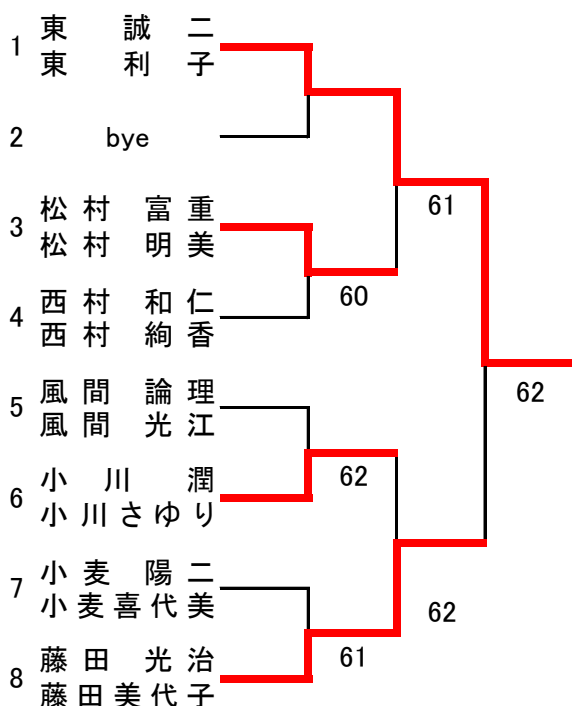 1 東 誠 二
東 利 子
2 bye
61
3 松 村 富 重
松 村 明 美
60
4 西 村 和 仁
西 村 絢 香
62
5 風 間 論 理
風 間 光 江
62
6 小 川 潤
小 川 さ ゆ り
7 小 麦 陽 二
小 麦 喜 代 美
62
61
8 藤 田 光 治
藤 田 美 代 子